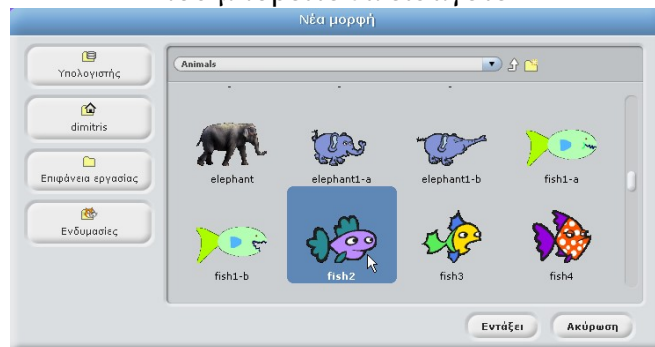 Νέα μορφή
Υπολογιστής
dimitris
Επιφάνεια εργασίας
Ενδυμασίες
Animals
elephant
elephant1-a
elephant1-b
fish1-a
fish1-b
fish2
fish3
fish4
Εντάξει
Ακύρωση